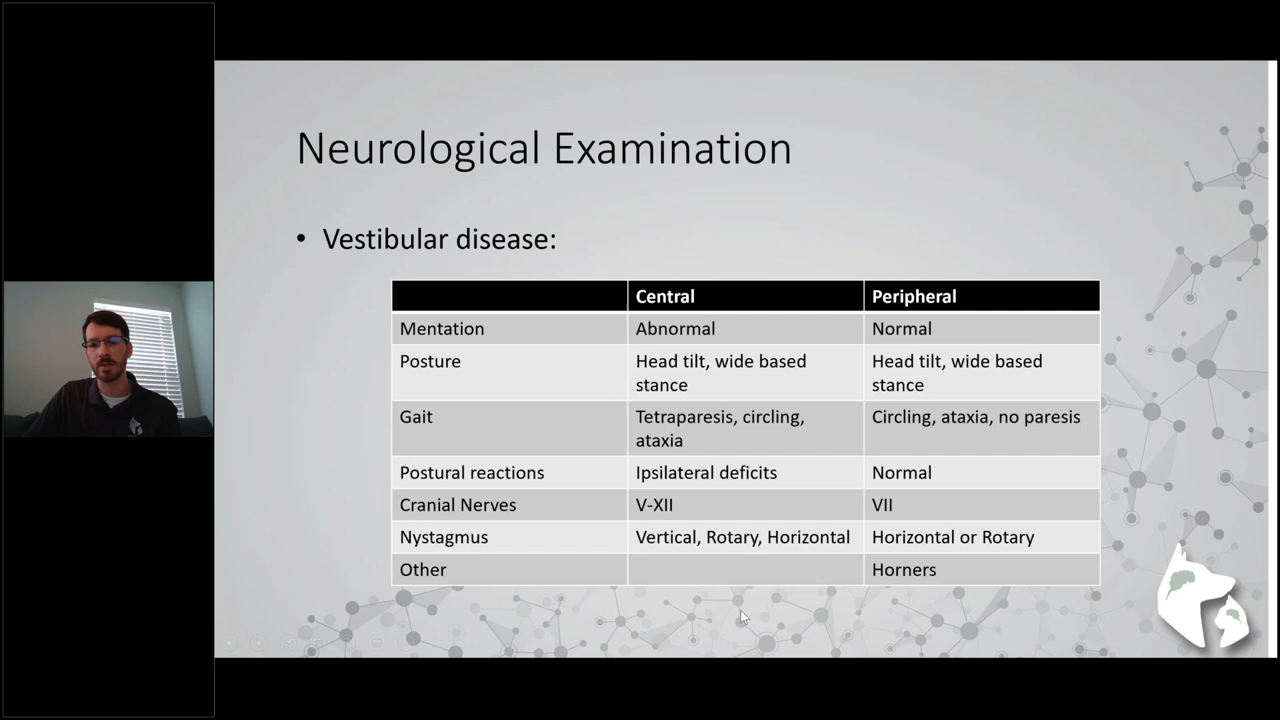 Neurological Examination
• Vestibular disease:
Central Peripheral
Mentation Abnormal Normal
Posture Head tilt, wide based stance Head tilt, wide based stance
Gait Tetraparesis, circling, ataxia Circling, ataxia, no paresis
Postural reactions Ipsilateral deficits Normal
Cranial Nerves V-XII VII
Nystagmus Vertical, Rotary, Horizontal Horizontal or Rotary
Other Horners